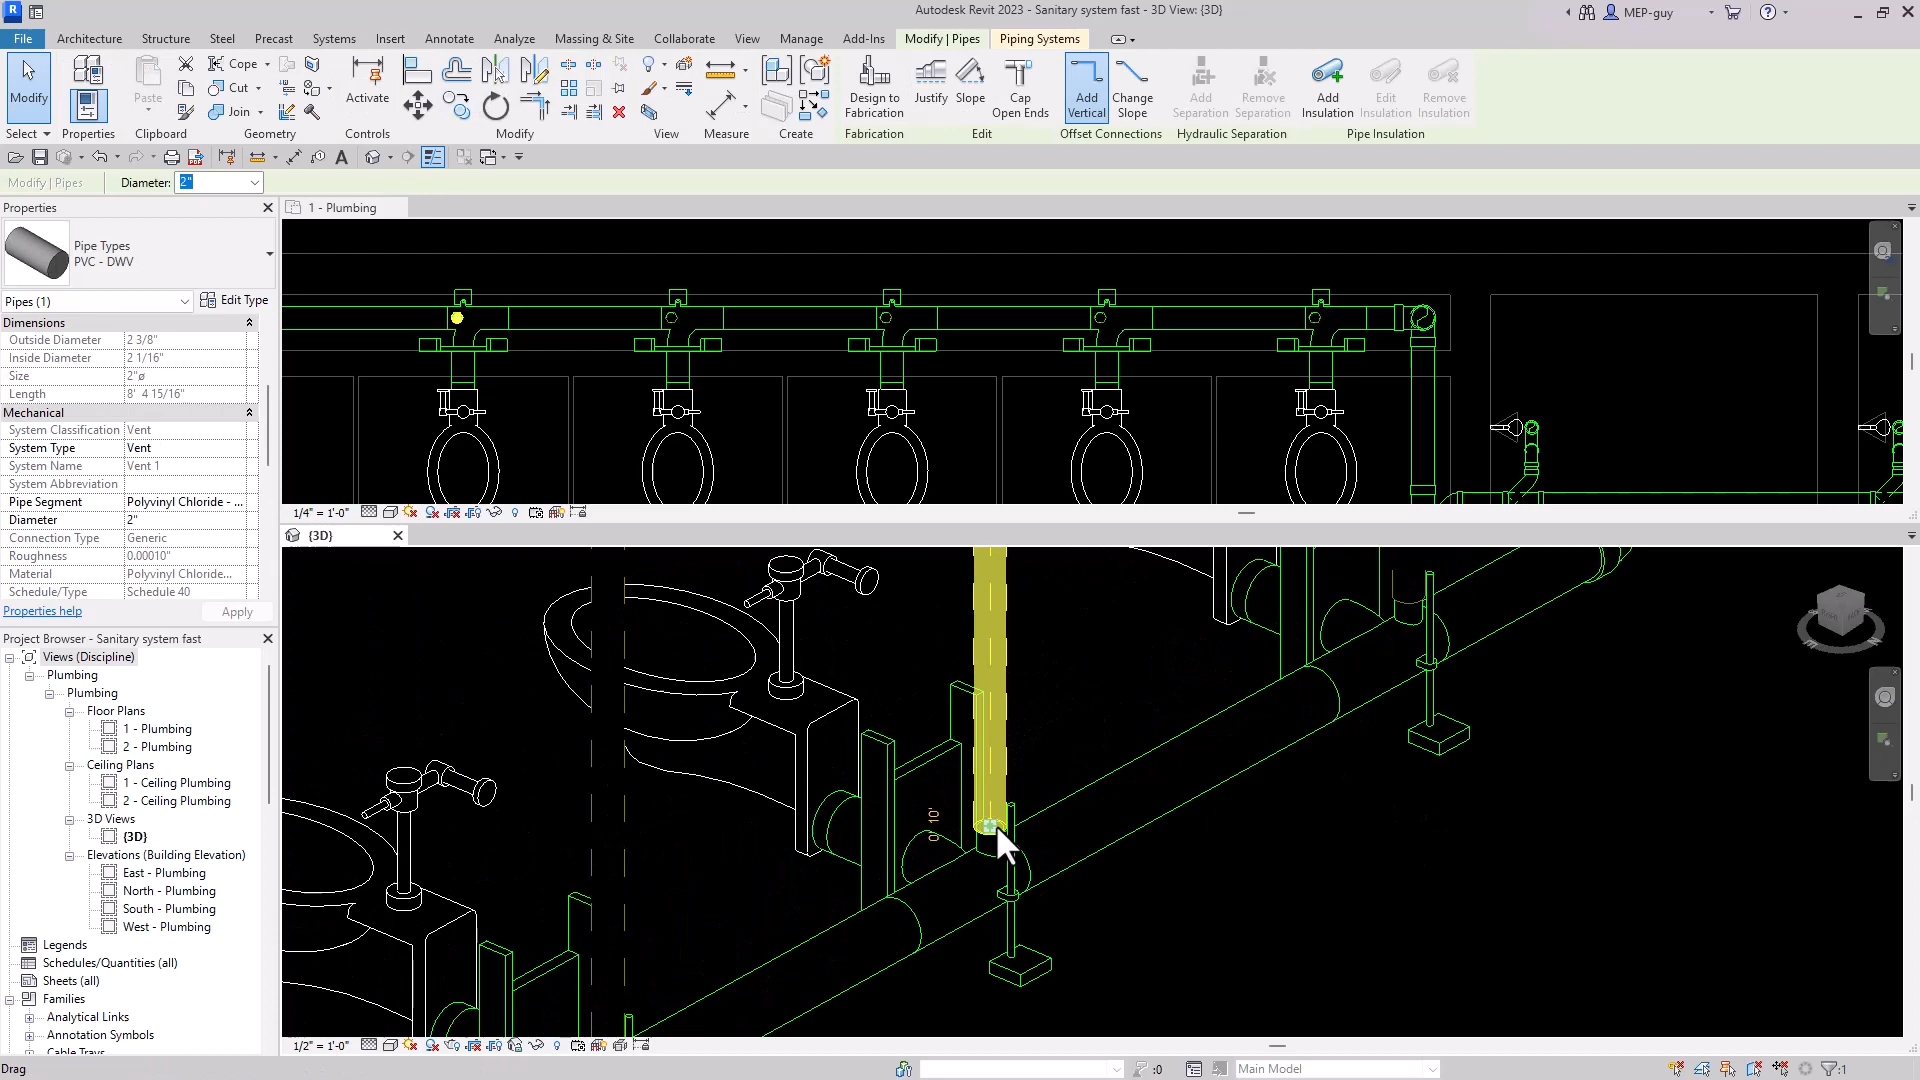 Autodesk Revit 2023 - Sanitary system fast - 3D View: {3D}
MEP-guy
File Architecture Structure Steel Precast Systems Insert Annotate Analyze Massing & Site Collaborate View Manage Add-Ins Modify | Pipes Piping Systems
Modify
Select
Properties
Paste
Clipboard
Cope
Cut
Join
Geometry
Activate
Controls
Modify
View
Measure
Create
Design to Fabrication
Fabrication
Justify
Slope
Cap Open Ends
Edit
Add Vertical
Change Slope
Offset Connections
Add Separation
Remove Separation
Hydraulic Separation
Add Insulation
Edit Insulation
Remove Insulation
Pipe Insulation
Modify | Pipes Diameter: 2"
Properties
Pipe Types
PVC - DWV
Pipes (1) Edit Type
Dimensions
Outside Diameter 2 3/8"
Inside Diameter 2 1/16"
Size 2"ø
Length 8' 4 15/16"
Mechanical
System Classification Vent
System Type Vent
System Name Vent 1
System Abbreviation
Pipe Segment Polyvinyl Chloride - ...
Diameter 2"
Connection Type Generic
Roughness 0.00010"
Material Polyvinyl Chloride...
Schedule/Type Schedule 40
Properties help Apply
Project Browser - Sanitary system fast
Views (Discipline)
Plumbing
Plumbing
Floor Plans
1 - Plumbing
2 - Plumbing
Ceiling Plans
1 - Ceiling Plumbing
2 - Ceiling Plumbing
3D Views
{3D}
Elevations (Building Elevation)
East - Plumbing
North - Plumbing
South - Plumbing
West - Plumbing
Legends
Schedules/Quantities (all)
Sheets (all)
Families
Analytical Links
Annotation Symbols
Cable Trays
1 - Plumbing
1/4" = 1'-0"
{3D}
1/2" = 1'-0"
Drag
:0
Main Model
:1